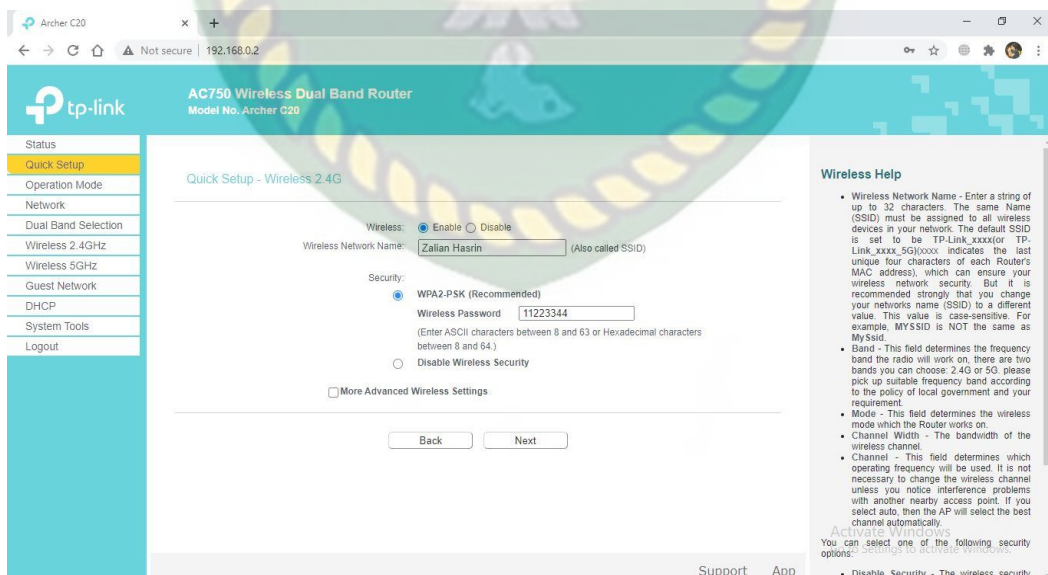 Archer C20
Not secure | 192.168.0.2
tp-link
AC750 Wireless Dual Band Router
Model No. Archer C20
Status
Quick Setup
Operation Mode
Network
Dual Band Selection
Wireless 2.4GHz
Wireless 5GHz
Guest Network
DHCP
System Tools
Logout
Quick Setup - Wireless 2.4G
Wireless: Enable Disable
Wireless Network Name: Zalian Hasrin (Also called SSID)
Security:
WPA2-PSK (Recommended)
Wireless Password 11223344
(Enter ASCII characters between 8 and 63 or Hexadecimal characters
between 8 and 64.)
Disable Wireless Security
More Advanced Wireless Settings
Back Next
Wireless Help
• Wireless Network Name - Enter a string of
up to 32 characters. The same Name
(SSID) must be assigned to all wireless
devices in your network. The default SSID
is set to be TP-Link_xxxx(or TP-
Link_xxxx_5G)(xxxx indicates the last
unique four characters of each Router's
MAC address), which can ensure your
wireless network security. But it is
recommended strongly that you change
your networks name (SSID) to a different
value. This value is case-sensitive. For
example, MYSSID is NOT the same as
MySsid.
• Band - This field determines the frequency
band the radio will work on, there are two
bands you can choose: 2.4G or 5G. please
pick up suitable frequency band according
to the policy of local government and your
requirement.
• Mode - This field determines the wireless
mode which the Router works on.
• Channel Width - The bandwidth of the
wireless channel.
• Channel - This field determines which
operating frequency will be used. It is not
necessary to change the wireless channel
unless you notice interference problems
with another nearby access point. If you
select auto, then the AP will select the best
channel automatically.
Activate Windows
You can select one of the following security
options:
Go to Settings to activate Windows.
• Disable Security - The wireless security
Support App